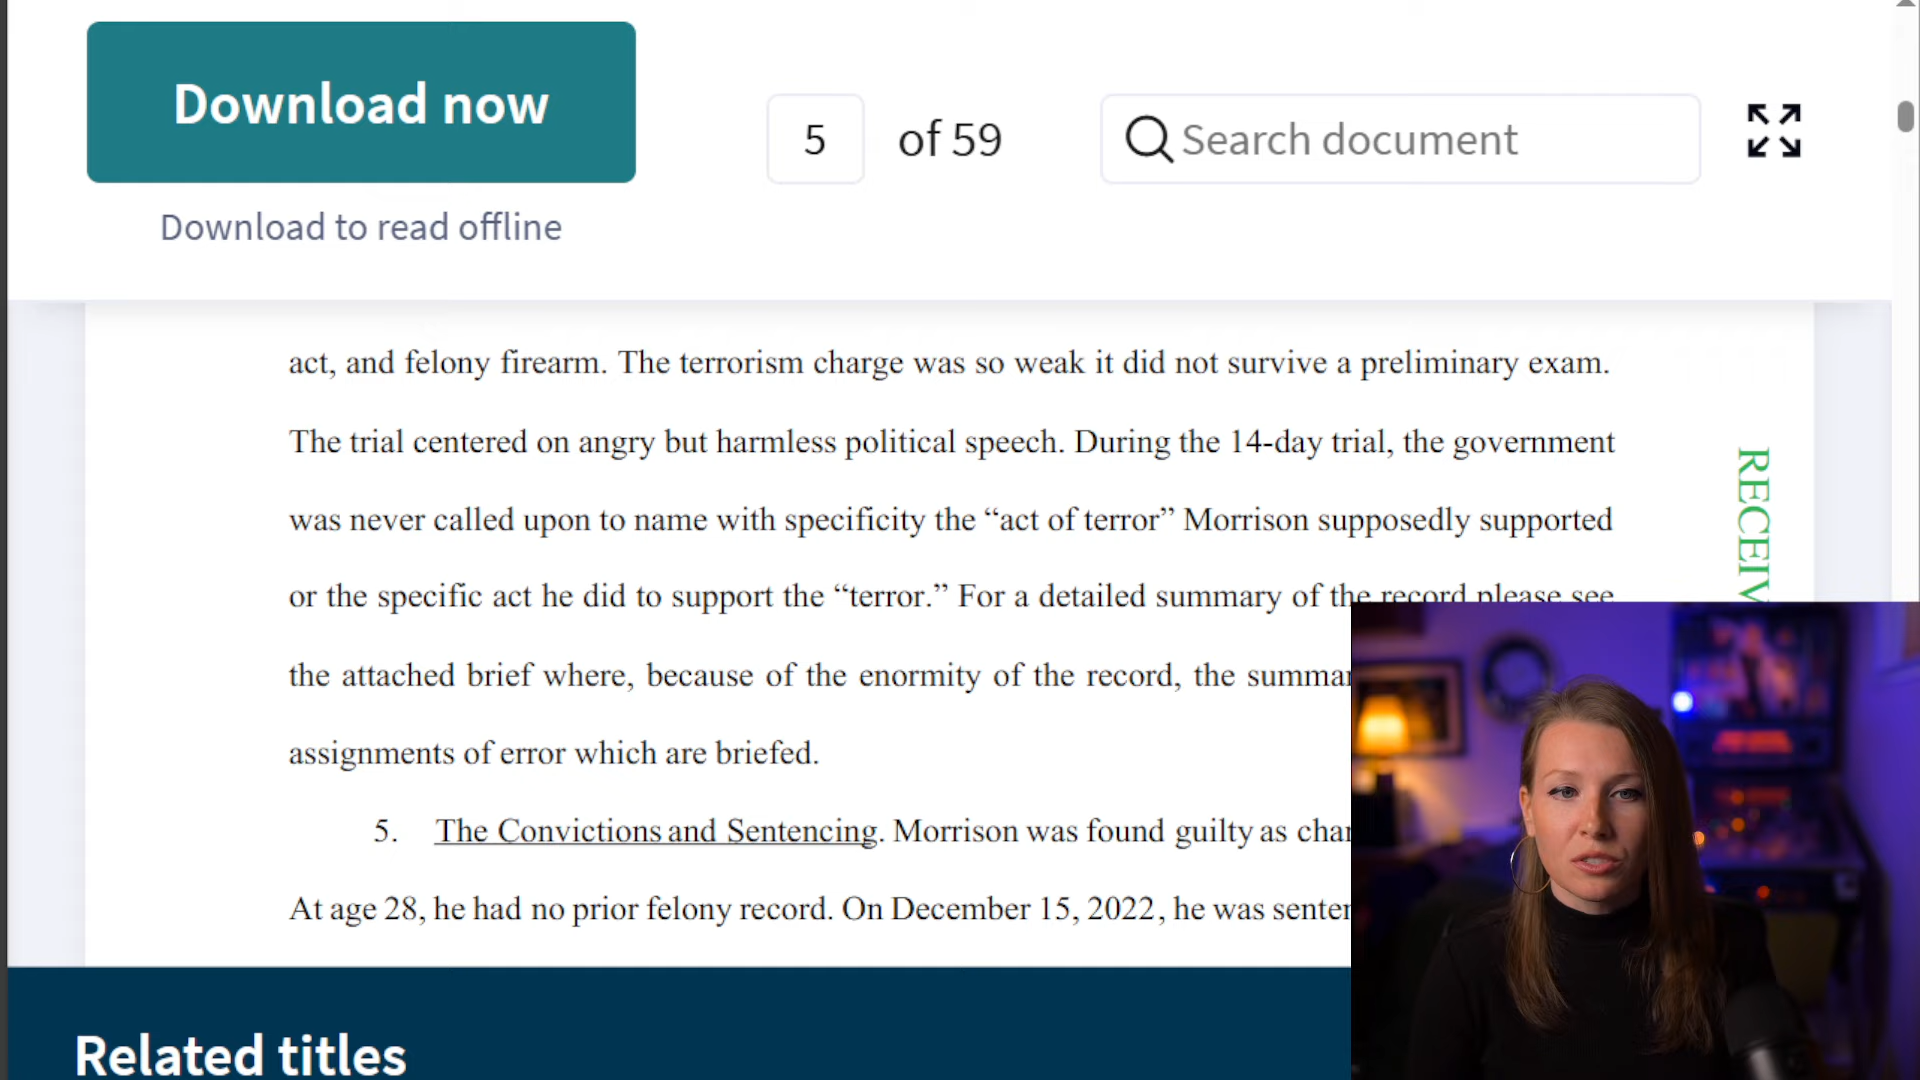 Download now
5 of 59
Search document
Download to read offline
act, and felony firearm. The terrorism charge was so weak it did not survive a preliminary exam.
The trial centered on angry but harmless political speech. During the 14-day trial, the government
was never called upon to name with specificity the “act of terror” Morrison supposedly supported
or the specific act he did to support the “terror.” For a detailed summary of the record please see
the attached brief where, because of the enormity of the record, the
assignments of error which are briefed.
5. The Convictions and Sentencing. Morrison was found guilty as
At age 28, he had no prior felony record. On December 15, 2022, he was
RECEIV
Related titles